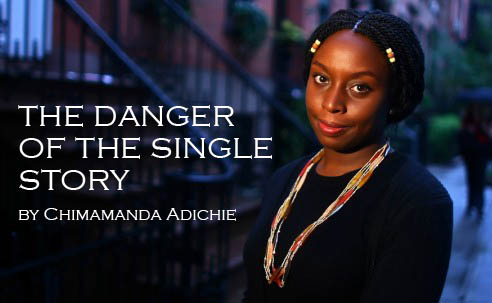 THE DANGER
OF THE SINGLE
STORY
BY CHIMAMANDA ADICHIE